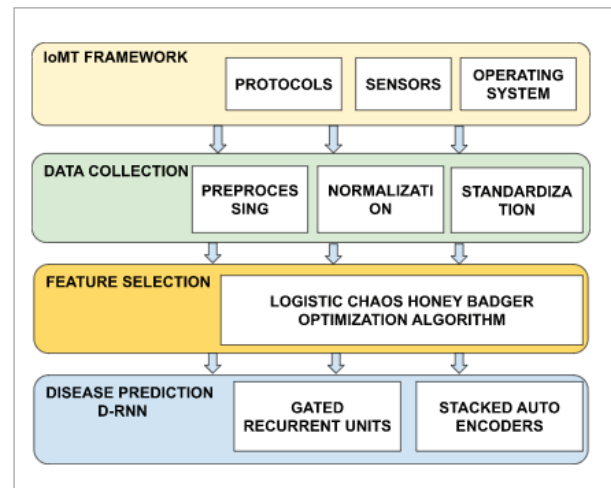 IoMT FRAMEWORK
PROTOCOLS
SENSORS
OPERATING
SYSTEM
DATA COLLECTION
PREPROCES
SING
NORMALIZATI
ON
STANDARDIZA
TION
FEATURE SELECTION
LOGISTIC CHAOS HONEY BADGER
OPTIMIZATION ALGORITHM
DISEASE PREDICTION
D-RNN
GATED
RECURRENT UNITS
STACKED AUTO
ENCODERS